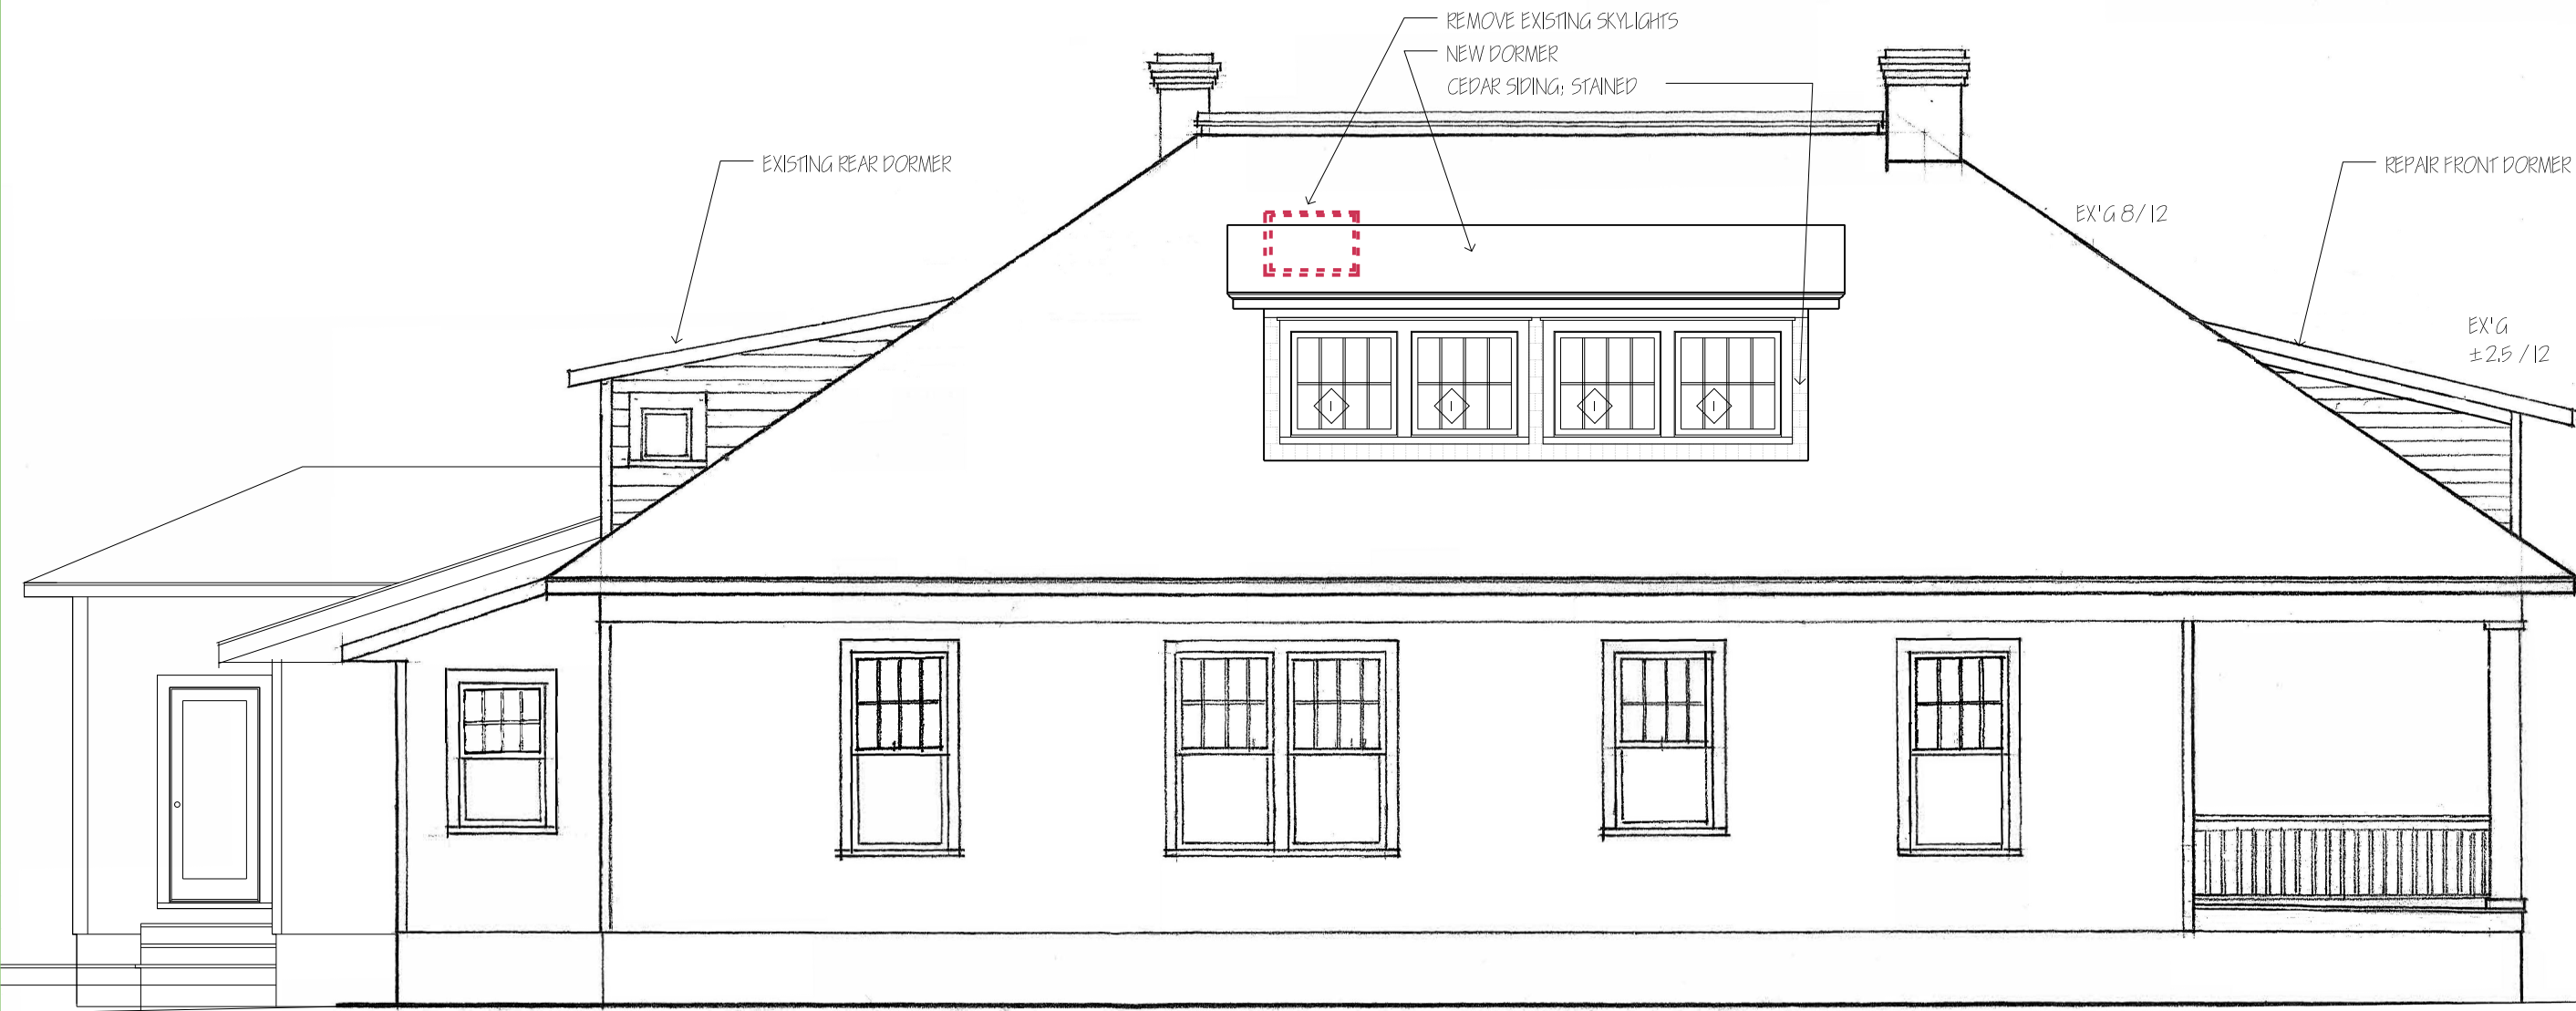 REMOVE EXISTING SKYLIGHTS
NEW DORMER
CEDAR SIDING; STAINED
EXISTING REAR DORMER
REPAIR FRONT DORMER
EX'G 8/12
EX'G
±2.5 /12
I
I
I
I